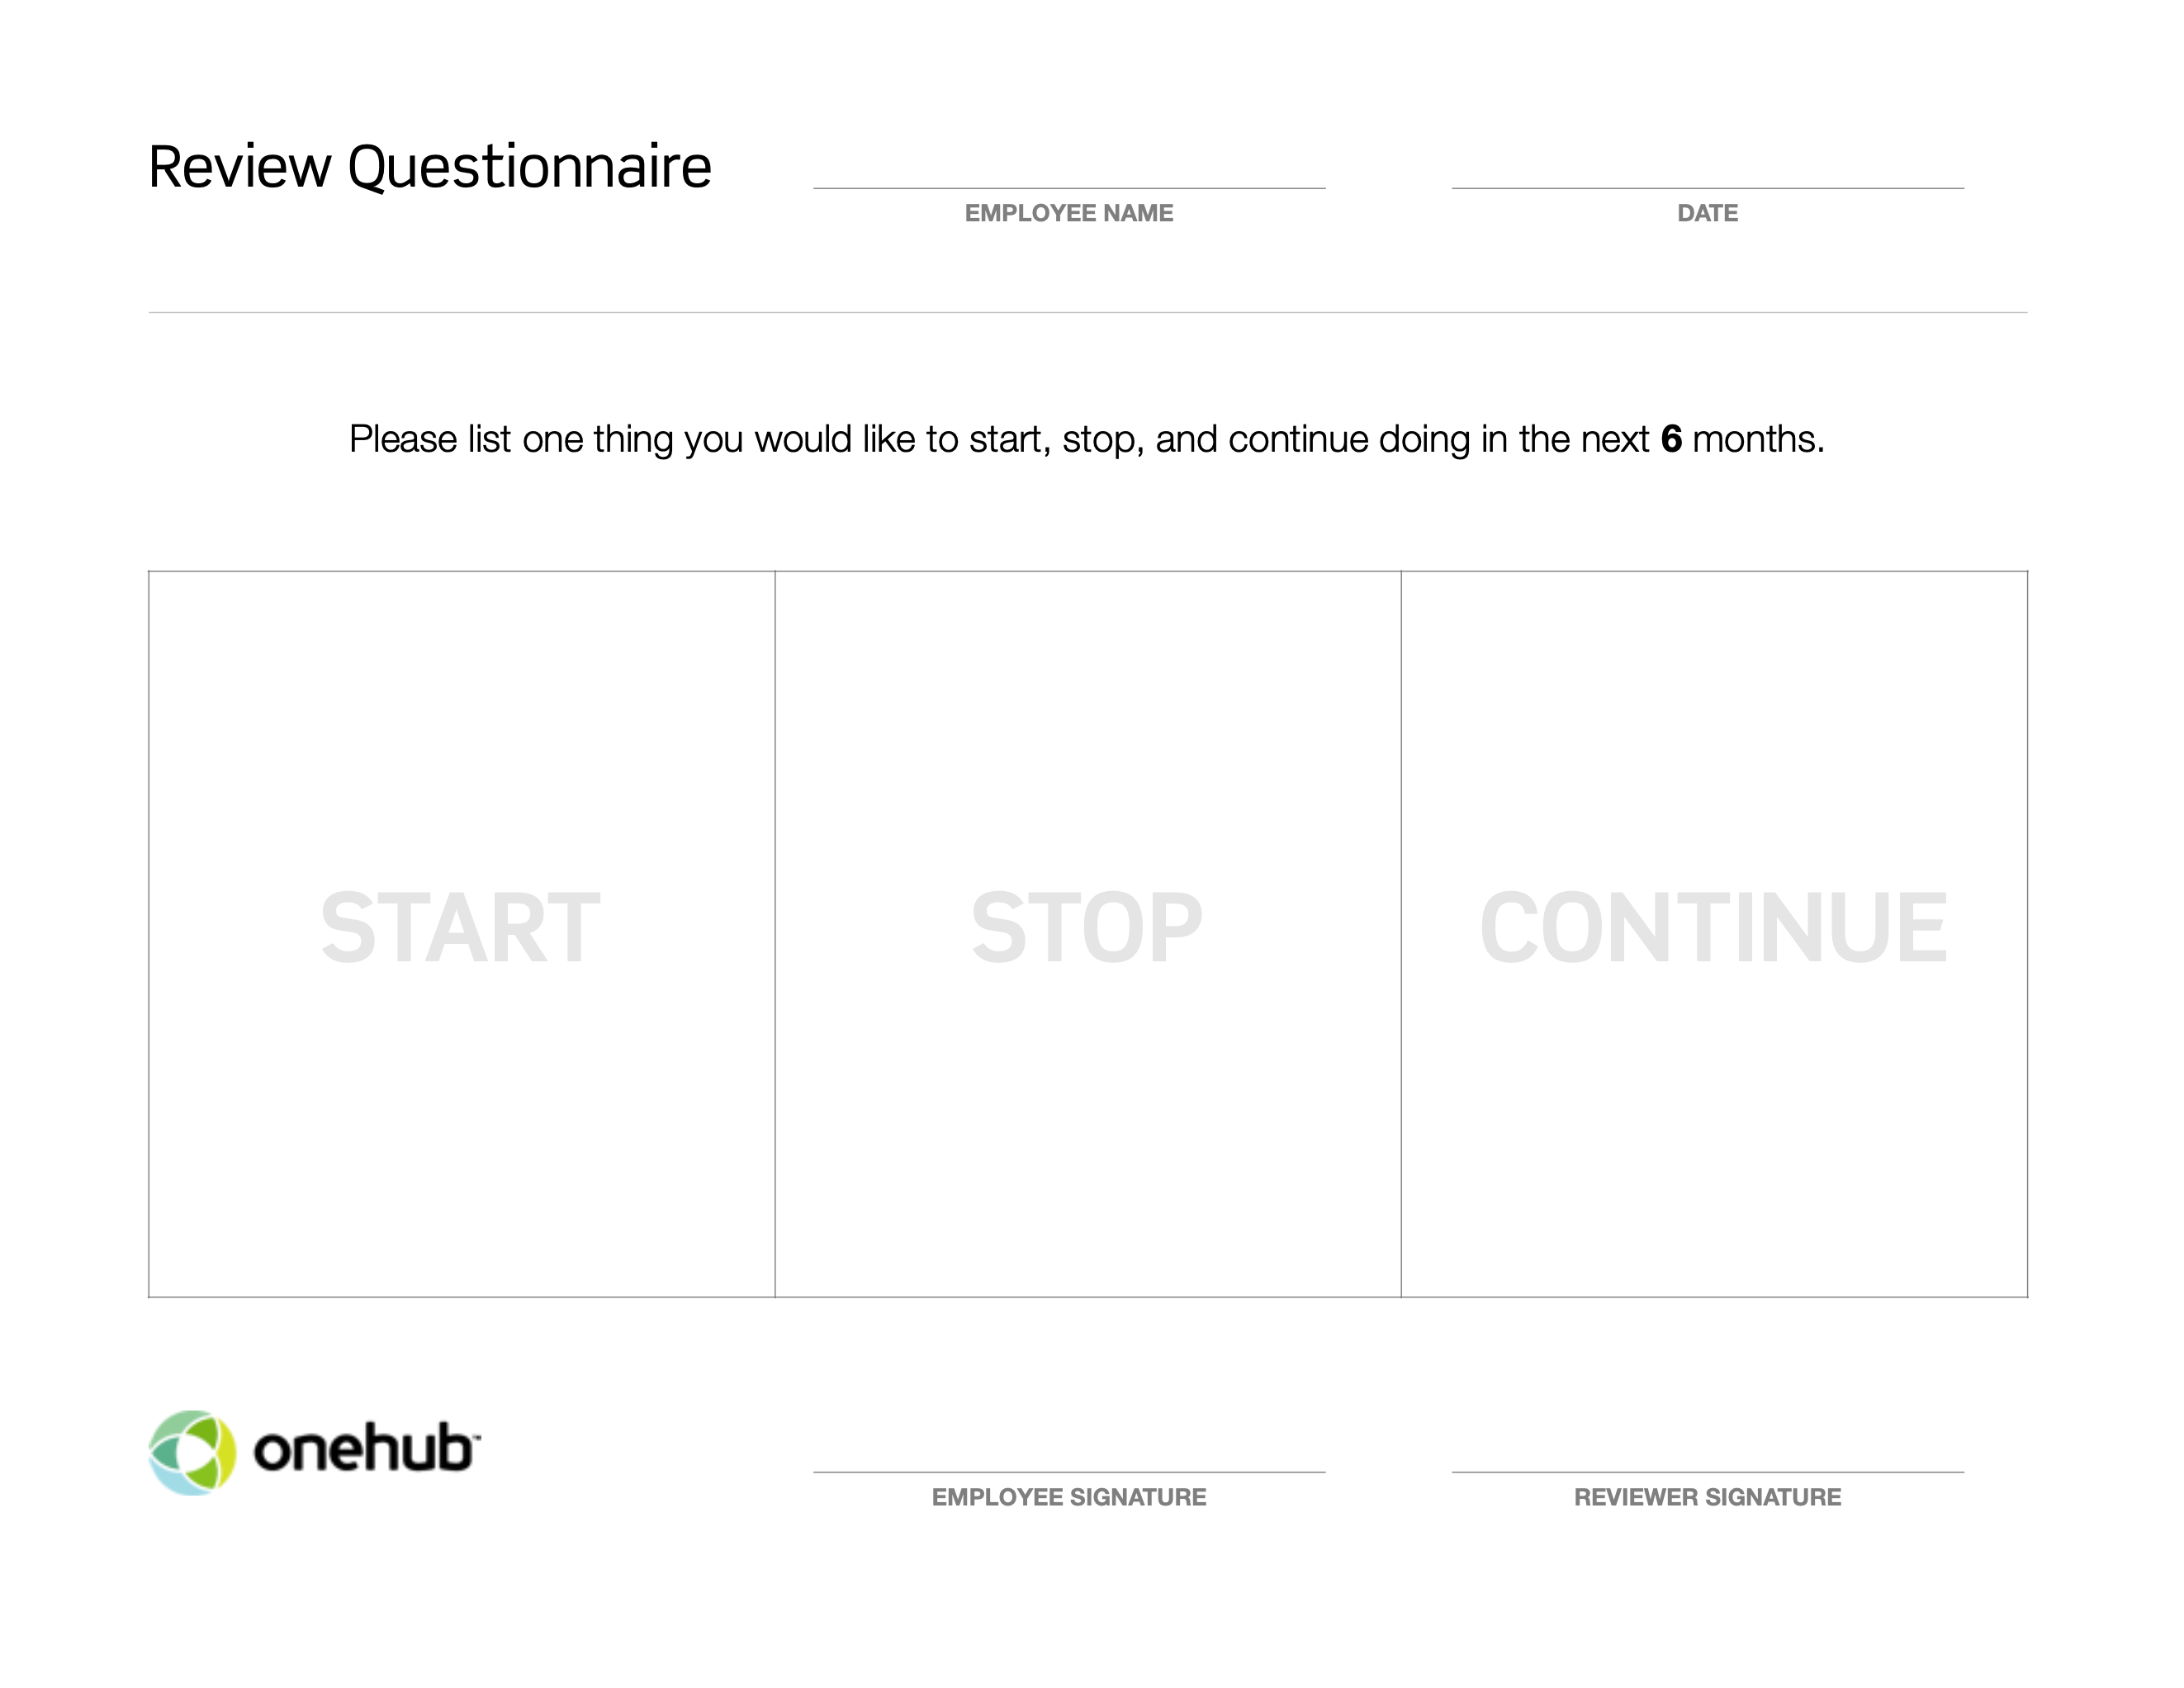 Review Questionnaire
EMPLOYEE NAME
DATE
Please list one thing you would like to start, stop, and continue doing in the next 6 months.
START
STOP
CONTINUE
onehub™
EMPLOYEE SIGNATURE
REVIEWER SIGNATURE